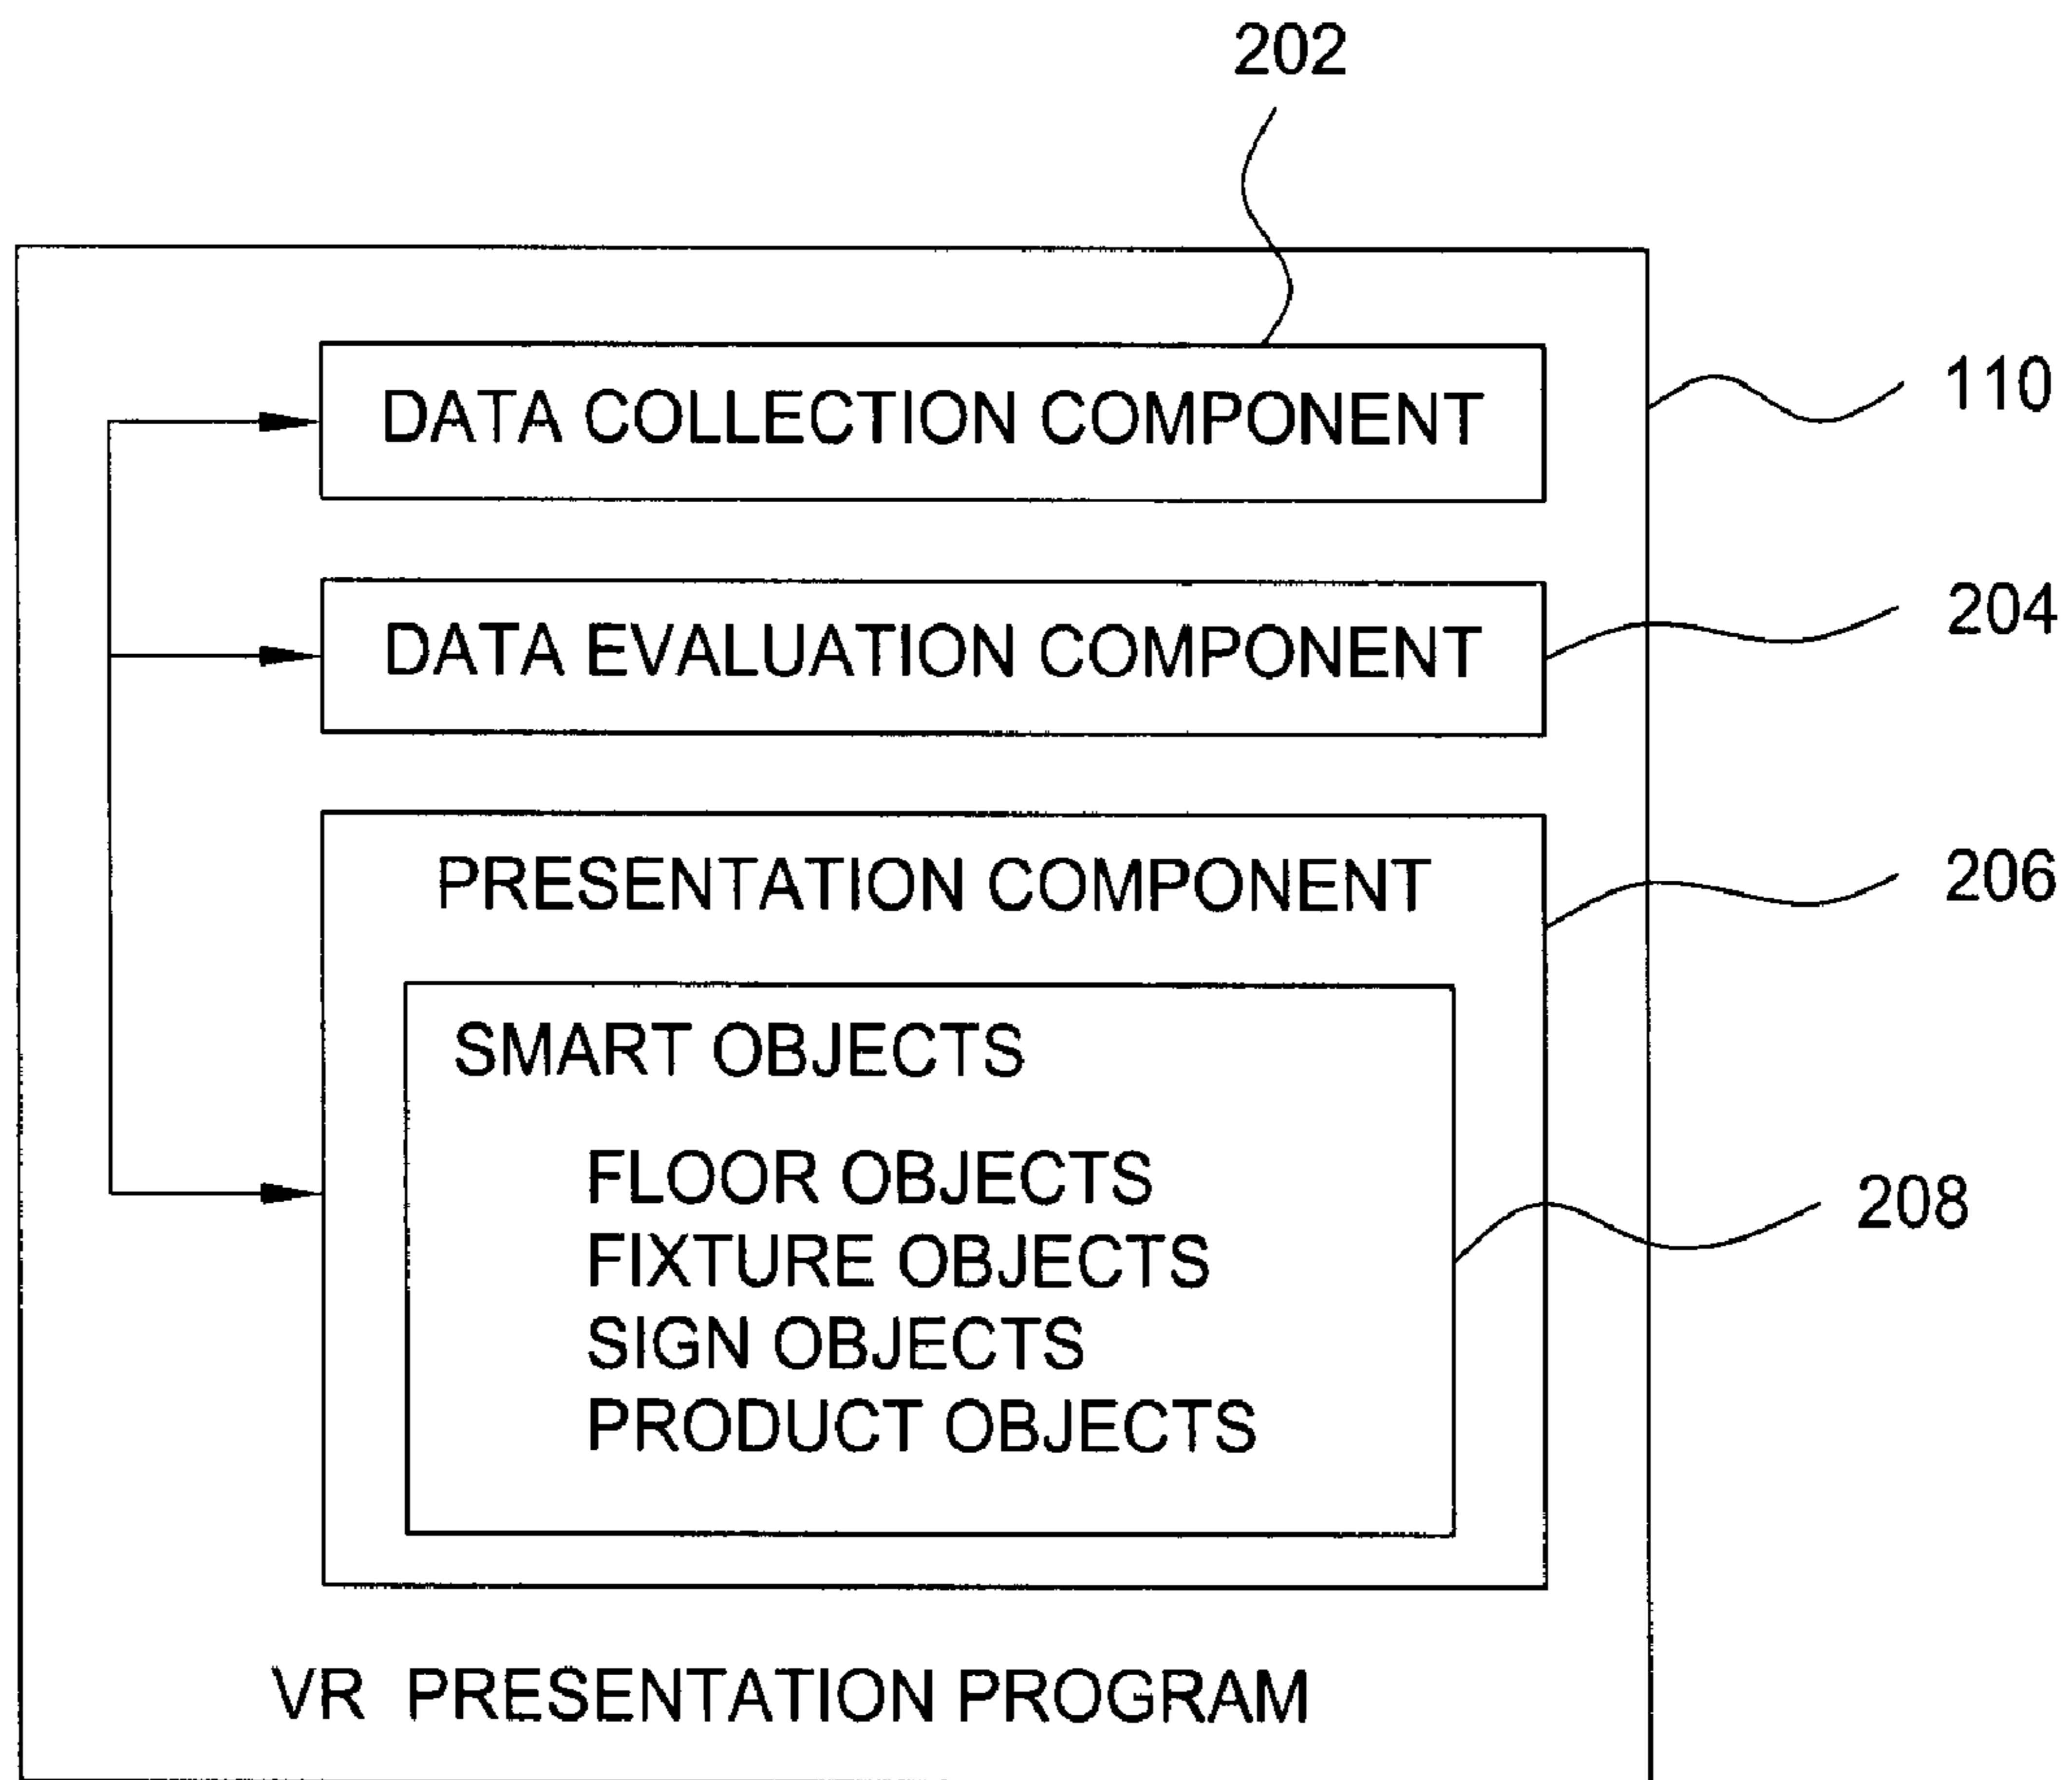 202
DATA COLLECTION COMPONENT
110
DATA EVALUATION COMPONENT
204
PRESENTATION COMPONENT
206
SMART OBJECTS
FLOOR OBJECTS
208
FIXTURE OBJECTS
SIGN OBJECTS
PRODUCT OBJECTS
VR PRESENTATION PROGRAM